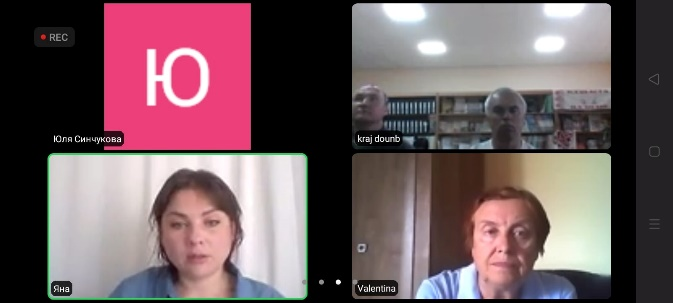 REC
Ю
Юля Синчукова
kraj dounb
Яна
Valentina